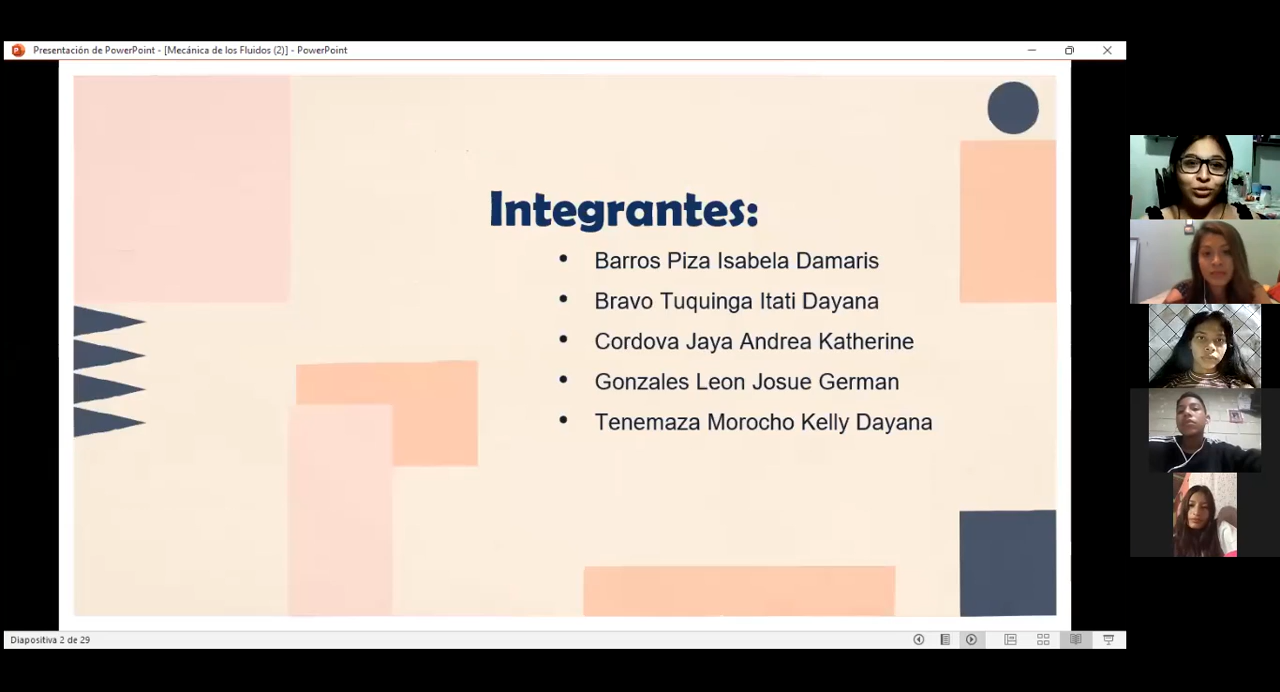 Presentación de PowerPoint - [Mecánica de los Fluidos (2)] - PowerPoint
Integrantes:
• Barros Piza Isabela Damaris
• Bravo Tuquinga Itati Dayana
• Cordova Jaya Andrea Katherine
• Gonzales Leon Josue German
• Tenemaza Morocho Kelly Dayana
Diapositiva 2 de 29